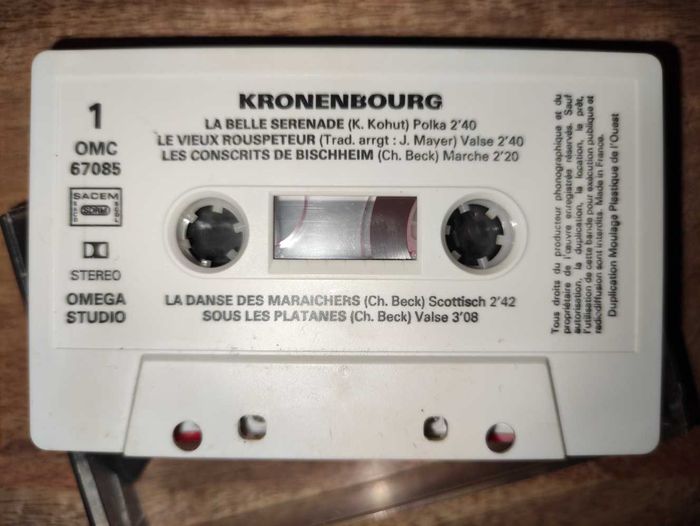 KRONENBOURG
1
OMC
67085
LA BELLE SERENADE (K. Kohut) Polka 2'40
LE VIEUX ROUSPETEUR (Trad. arrgt : J. Mayer) Valse 2'40
LES CONSCRITS DE BISCHHEIM (Ch. Beck) Marche 2'20
SACEM
SDRM
STEREO
OMEGA
STUDIO
LA DANSE DES MARAICHERS (Ch. Beck) Scottisch 2'42
SOUS LES PLATANES (Ch. Beck) Valse 3'08
Tous droits du producteur phonographique et du
propriétaire de l'œuvre enregistrée réservés. Sauf
autorisation, la duplication, la location, le prêt,
l'utilisation de cette bande pour exécution publique et
radiodiffusion sont interdits. Made in France.
Duplication Moulage Plastique de l'Ouest